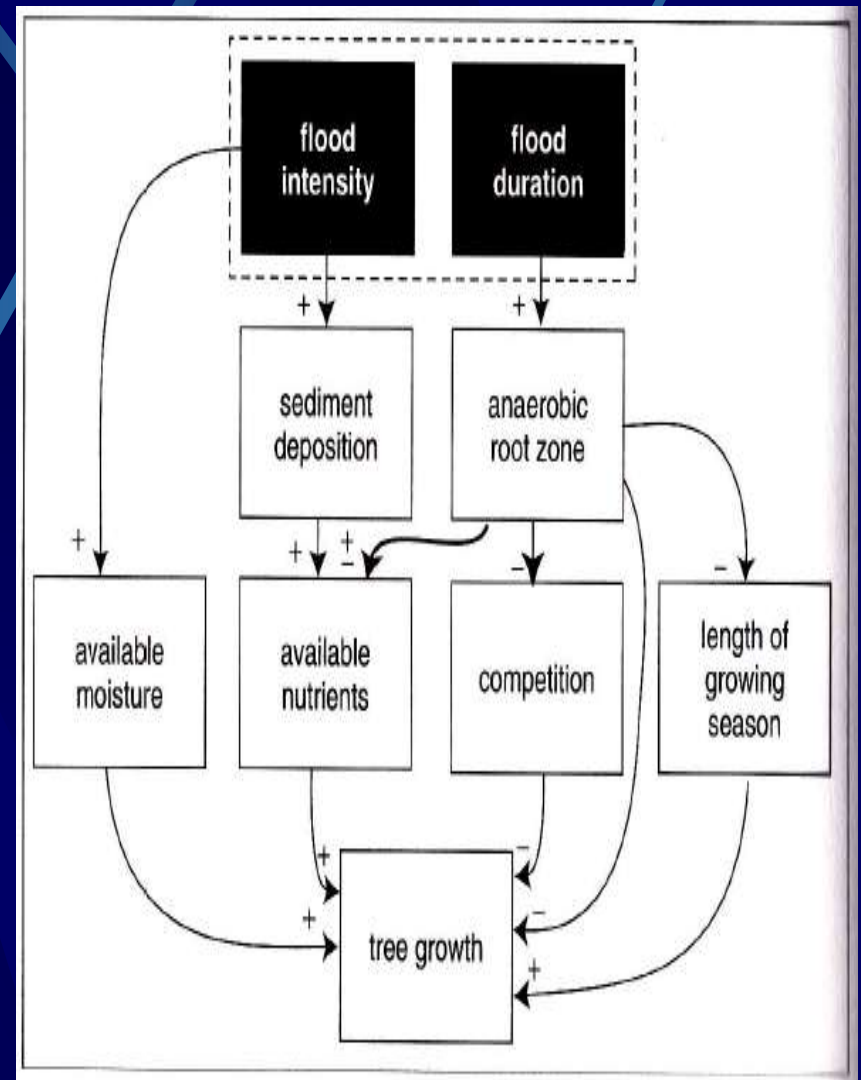 flood
intensity
flood
duration
+
+
sediment
deposition
anaerobic
root zone
+
+
+
−
−
−
available
moisture
available
nutrients
competition
length of
growing
season
+
−
+
−
+
tree growth